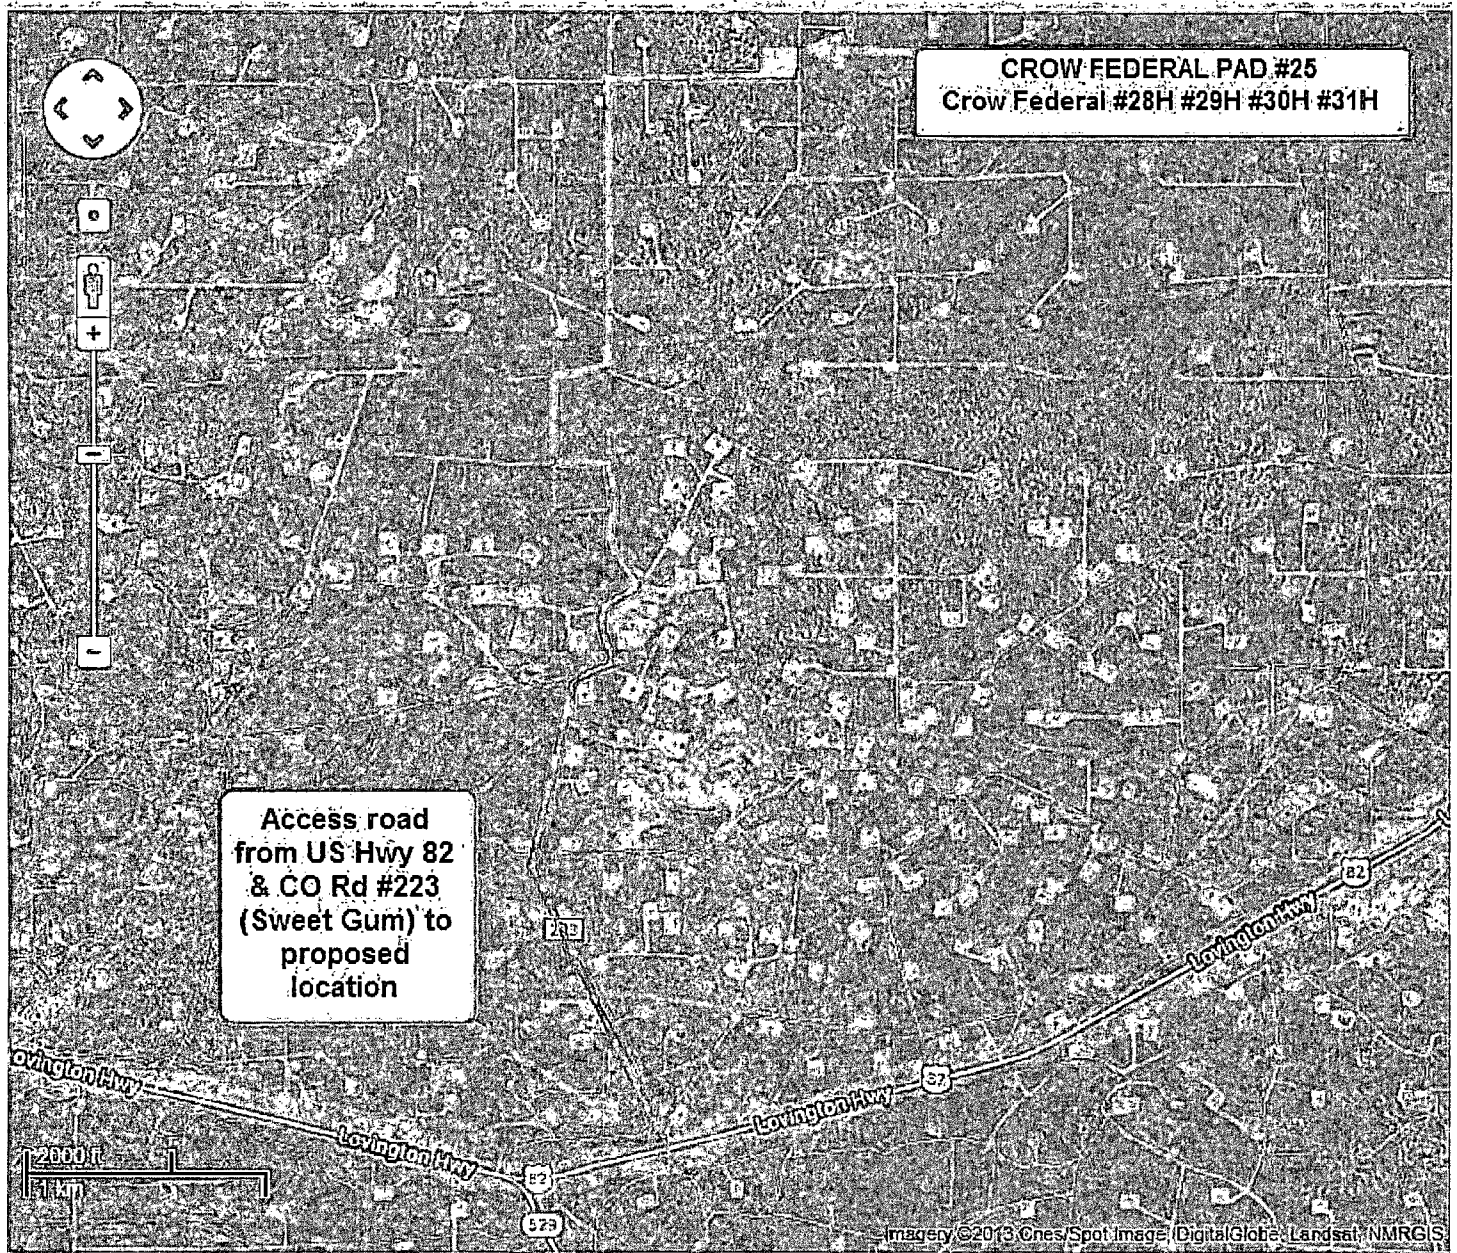 CROW FEDERAL PAD #25
Crow Federal #28H #29H #30H #31H
Access road
from US Hwy 82
& CO Rd #223
(Sweet Gum) to
proposed
location
82
Lovington Hwy
ovington Hwy
82
Lovington Hwy
Lovington Hwy
2000 ft
1 km
82
529
Imagery ©2013 Cnes/Spot Image, DigitalGlobe, Landsat, NMRGIS